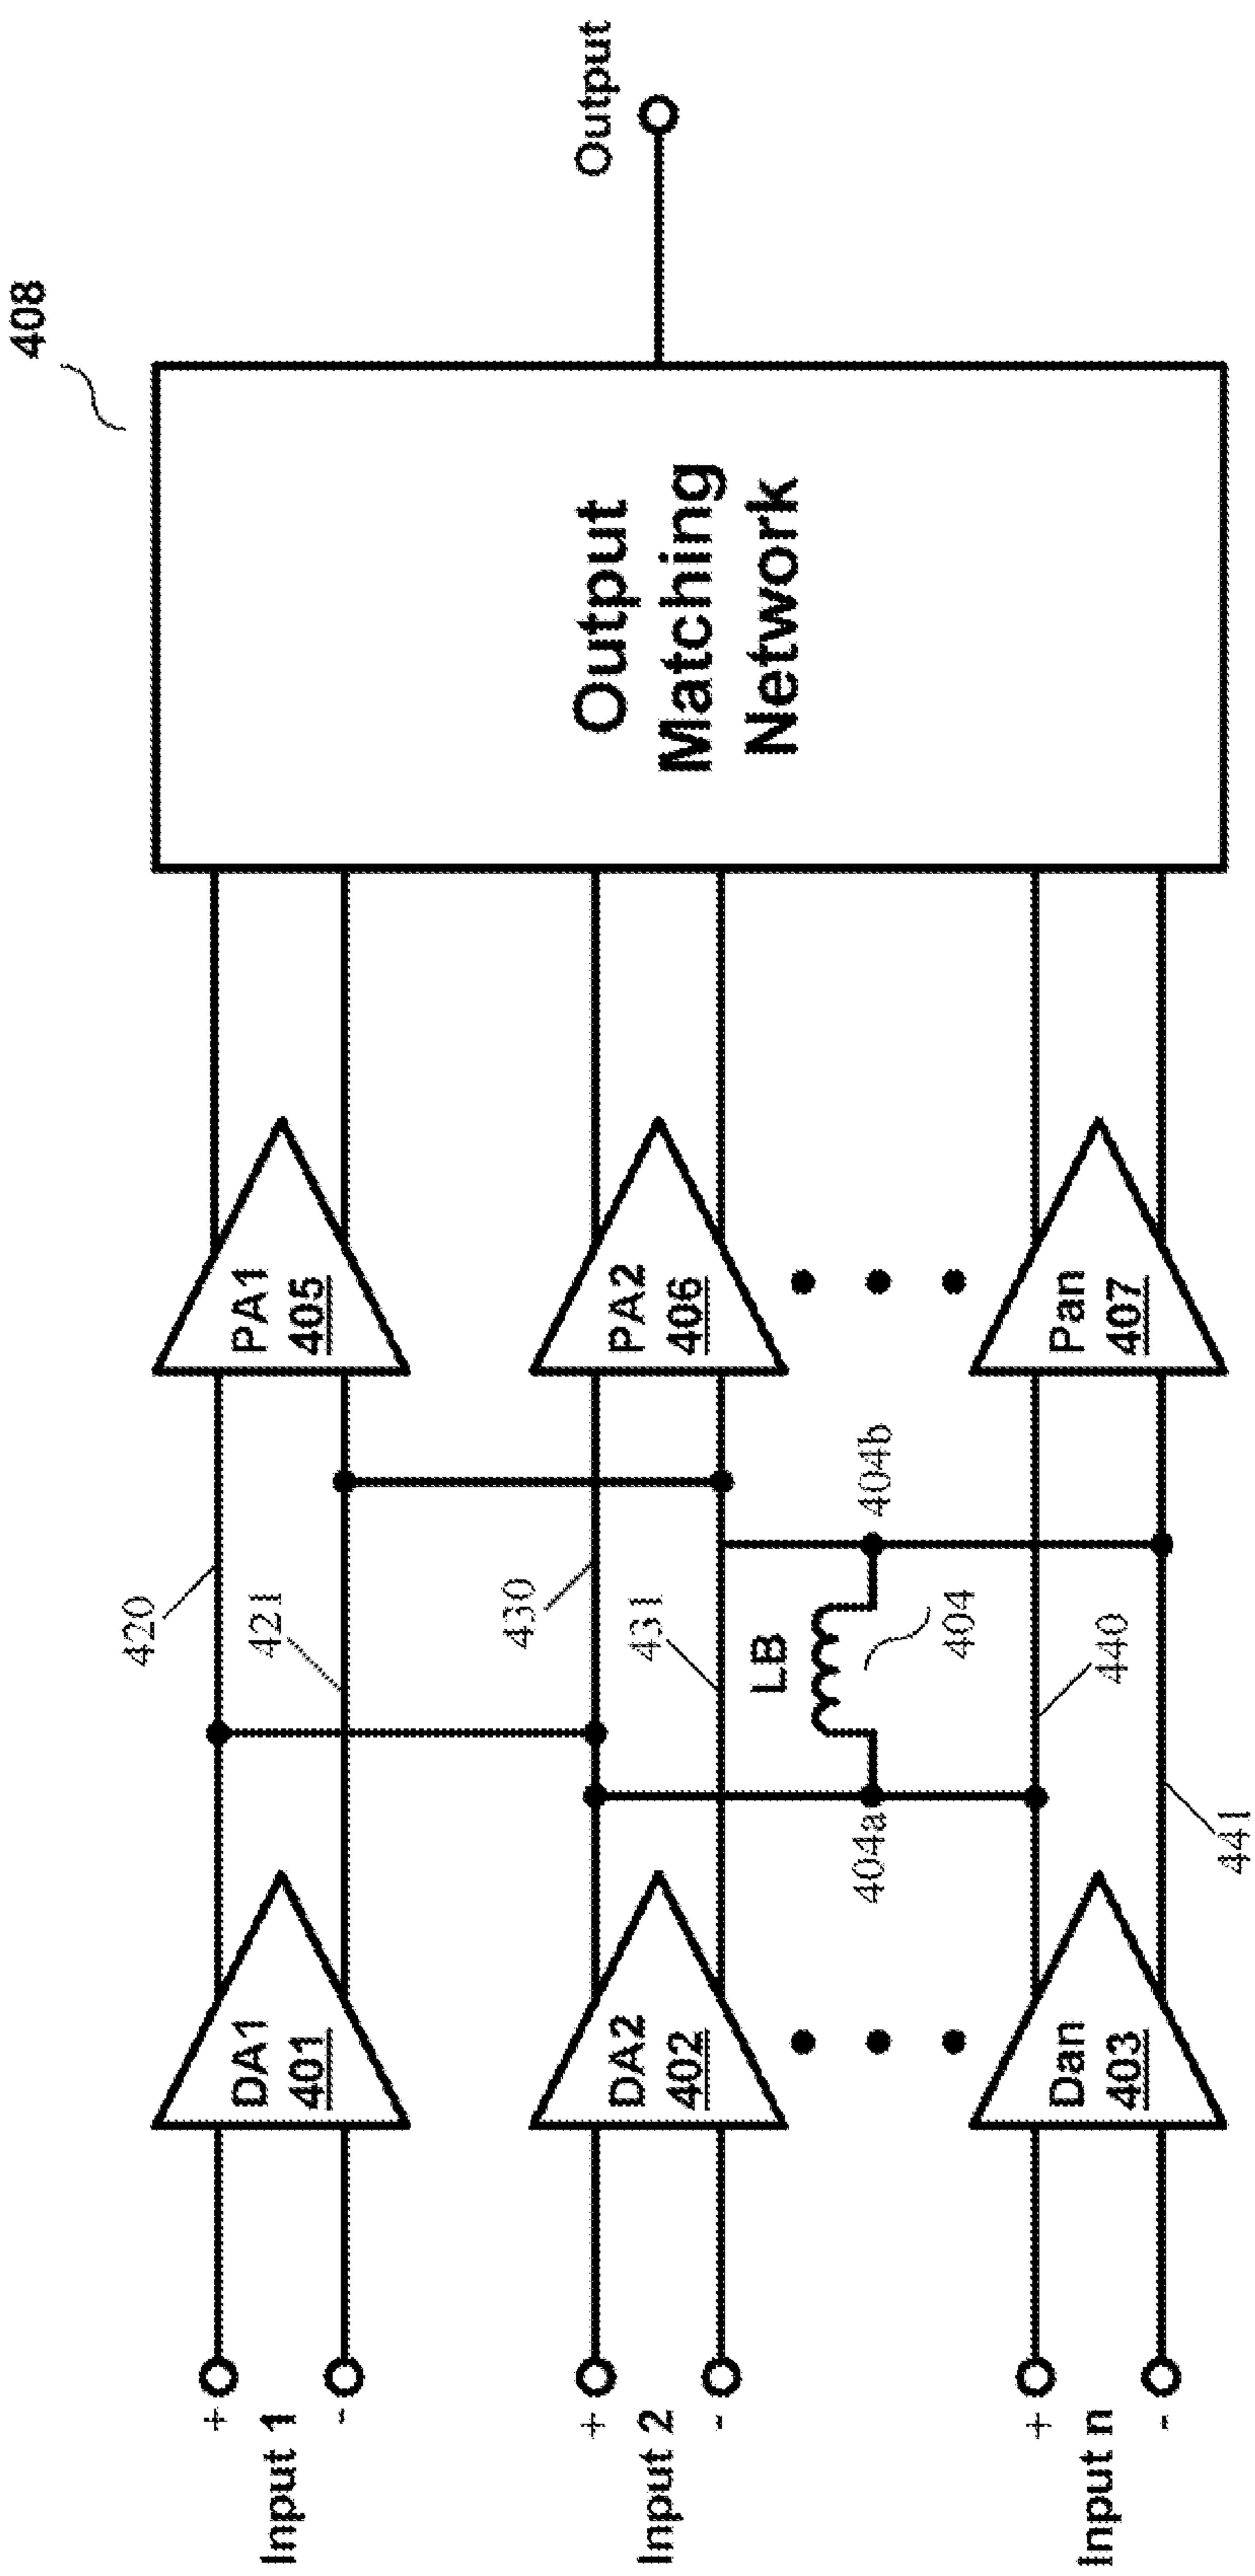 408
Input 1
+
-
DA1
401
420
421
PA1
405
Input 2
+
-
DA2
402
430
431
PA2
406
LB
404
404a
404b
Input n
+
-
Dan
403
440
441
Pan
407
Output
Matching
Network
Output